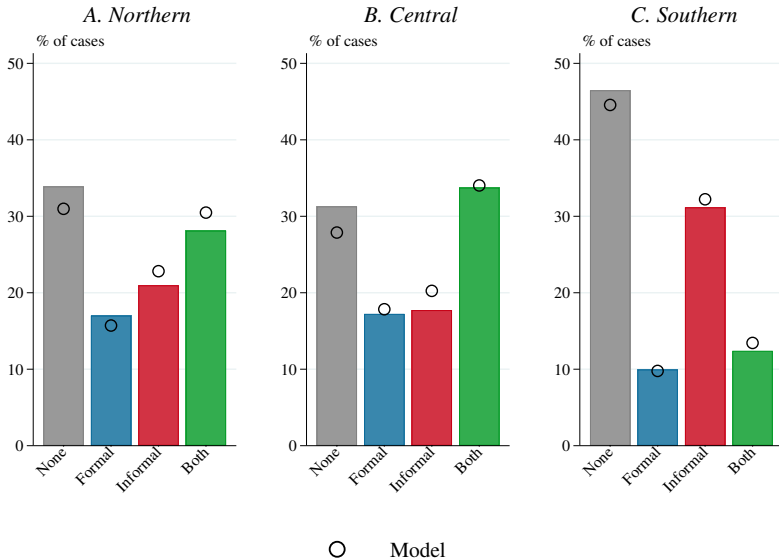 A. Northern
% of cases
50
40
30
20
10
0
None
Formal
Informal
Both
B. Central
% of cases
50
40
30
20
10
0
None
Formal
Informal
Both
C. Southern
% of cases
50
40
30
20
10
0
None
Formal
Informal
Both
Model